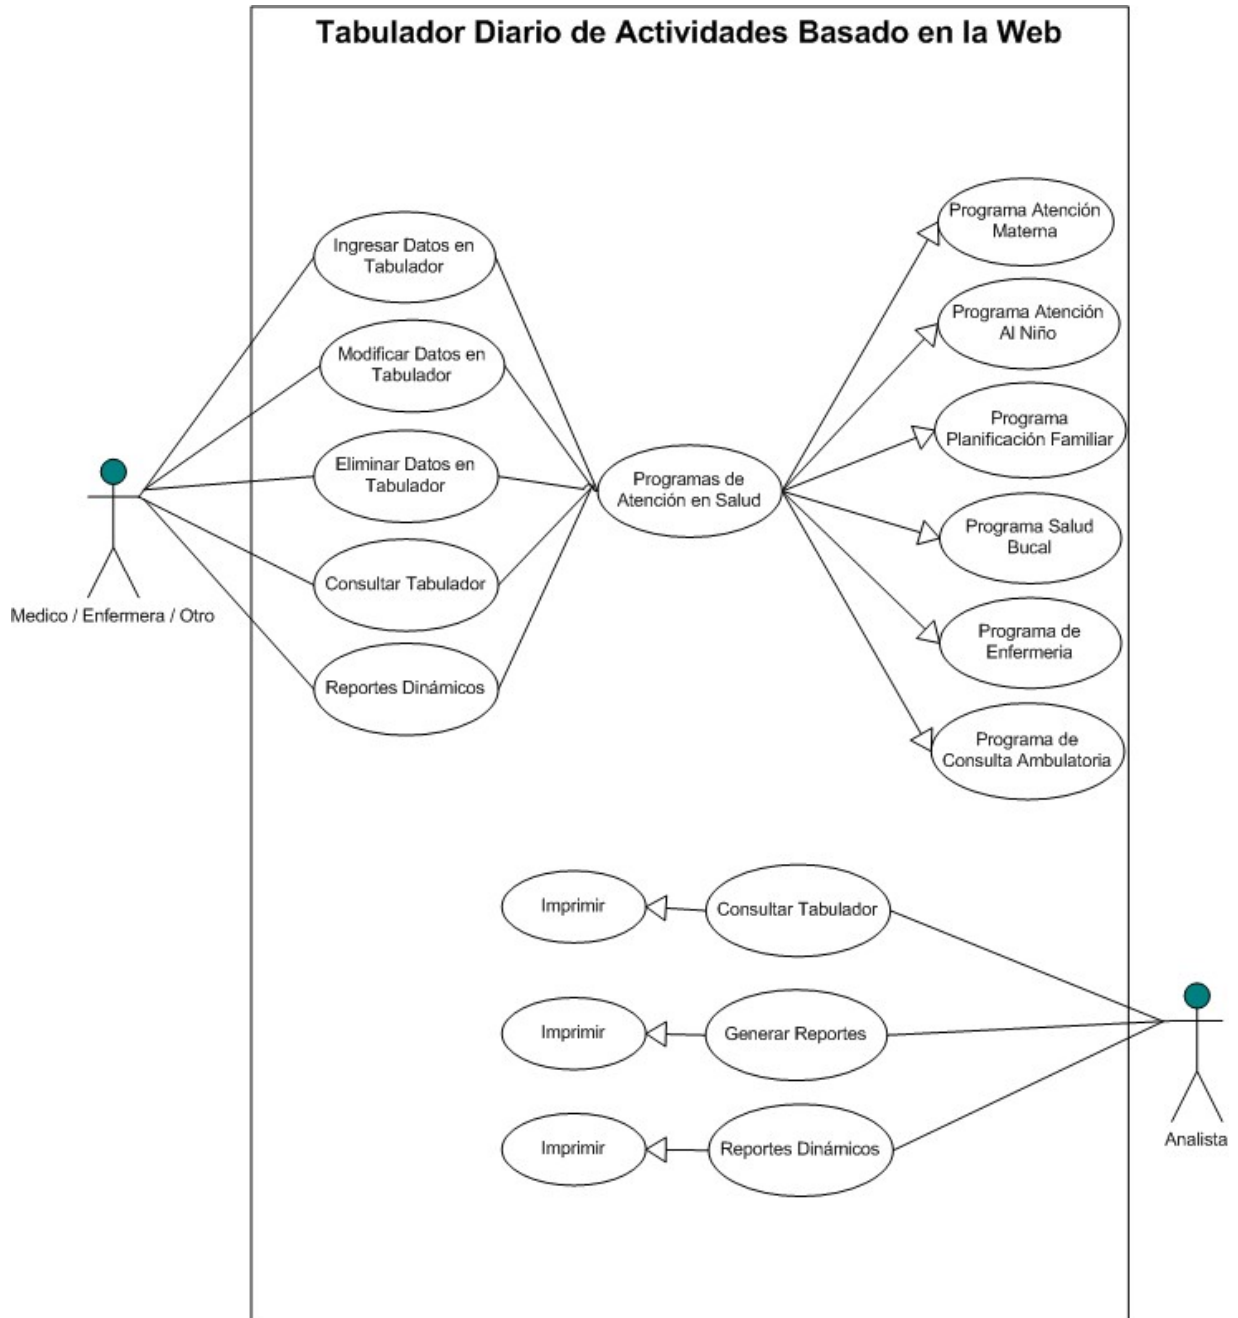 Tabulador Diario de Actividades Basado en la Web
Ingresar Datos en
Tabulador
Modificar Datos en
Tabulador
Eliminar Datos en
Tabulador
Consultar Tabulador
Reportes Dinámicos
Medico / Enfermera / Otro
Programas de
Atención en Salud
Programa Atención
Materna
Programa Atención
Al Niño
Programa
Planificación Familiar
Programa Salud
Bucal
Programa de
Enfermeria
Programa de
Consulta Ambulatoria
Imprimir
Consultar Tabulador
Imprimir
Generar Reportes
Imprimir
Reportes Dinámicos
Analista